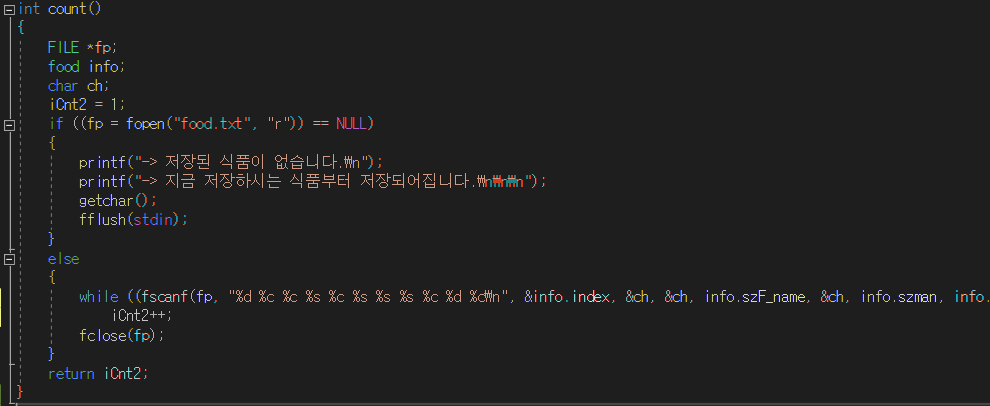 int count()
{
FILE *fp;
food info;
char ch;
iCnt2 = 1;
if ((fp = fopen("food.txt", "r")) == NULL)
{
printf("-> 저장된 식품이 없습니다.₩n");
printf("-> 지금 저장하시는 식품부터 저장되어집니다.₩n₩n₩n");
getchar();
fflush(stdin);
}
else
{
while ((fscanf(fp, "%d %c %c %s %c %s %s %s %c %d %c₩n", &info.index, &ch, &ch, info.szF_name, &ch, info.szman, info.
iCnt2++;
fclose(fp);
}
return iCnt2;
}